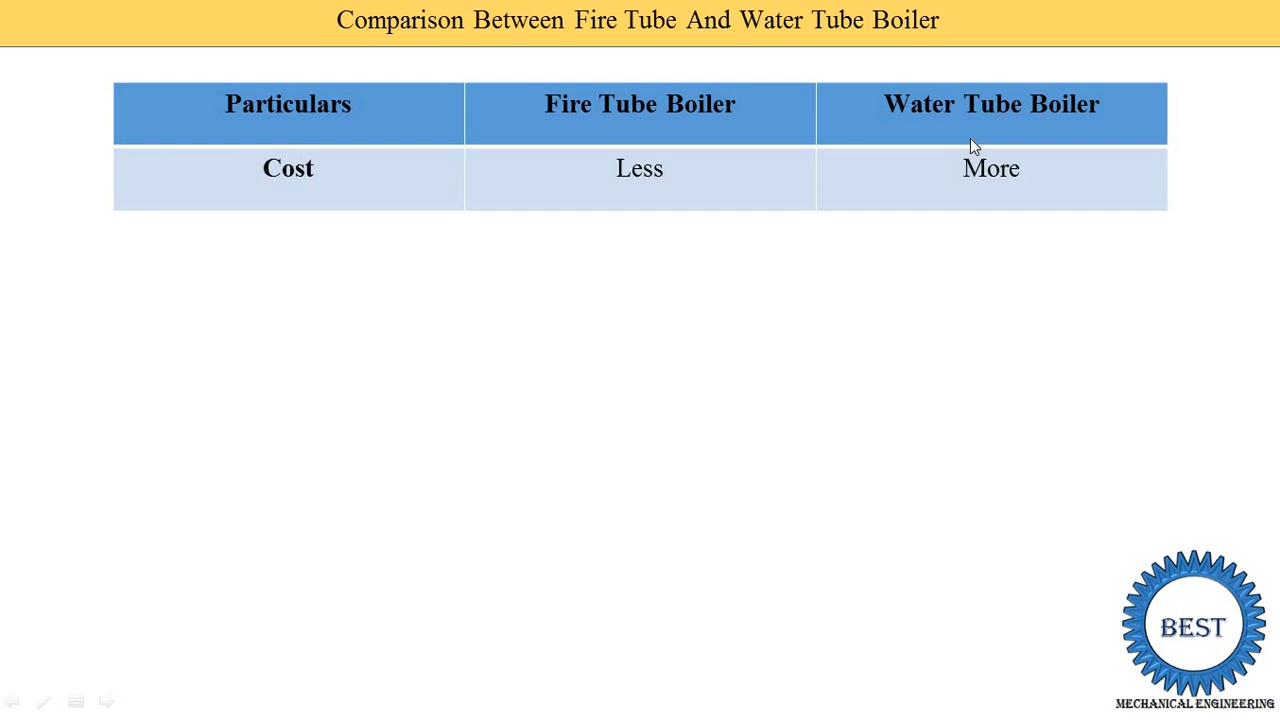 Comparison Between Fire Tube And Water Tube Boiler
Particulars Fire Tube Boiler Water Tube Boiler
Cost Less More
BEST
MECHANICAL ENGINEERING